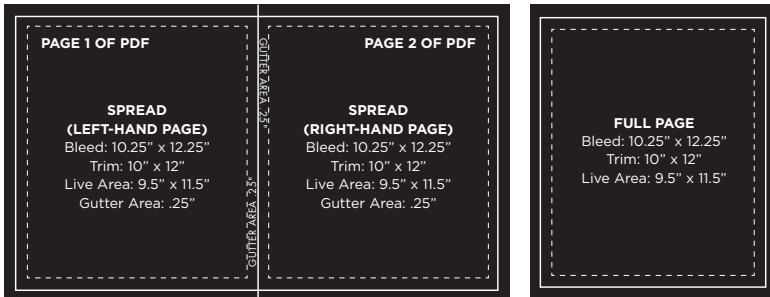 PAGE 1 OF PDF
SPREAD
(LEFT-HAND PAGE)
Bleed: 10.25” x 12.25”
Trim: 10” x 12”
Live Area: 9.5” x 11.5”
Gutter Area: .25”
GUTTER AREA .25"
GUTTER AREA .25"
PAGE 2 OF PDF
SPREAD
(RIGHT-HAND PAGE)
Bleed: 10.25” x 12.25”
Trim: 10” x 12”
Live Area: 9.5” x 11.5”
Gutter Area: .25”
FULL PAGE
Bleed: 10.25” x 12.25”
Trim: 10” x 12”
Live Area: 9.5” x 11.5”